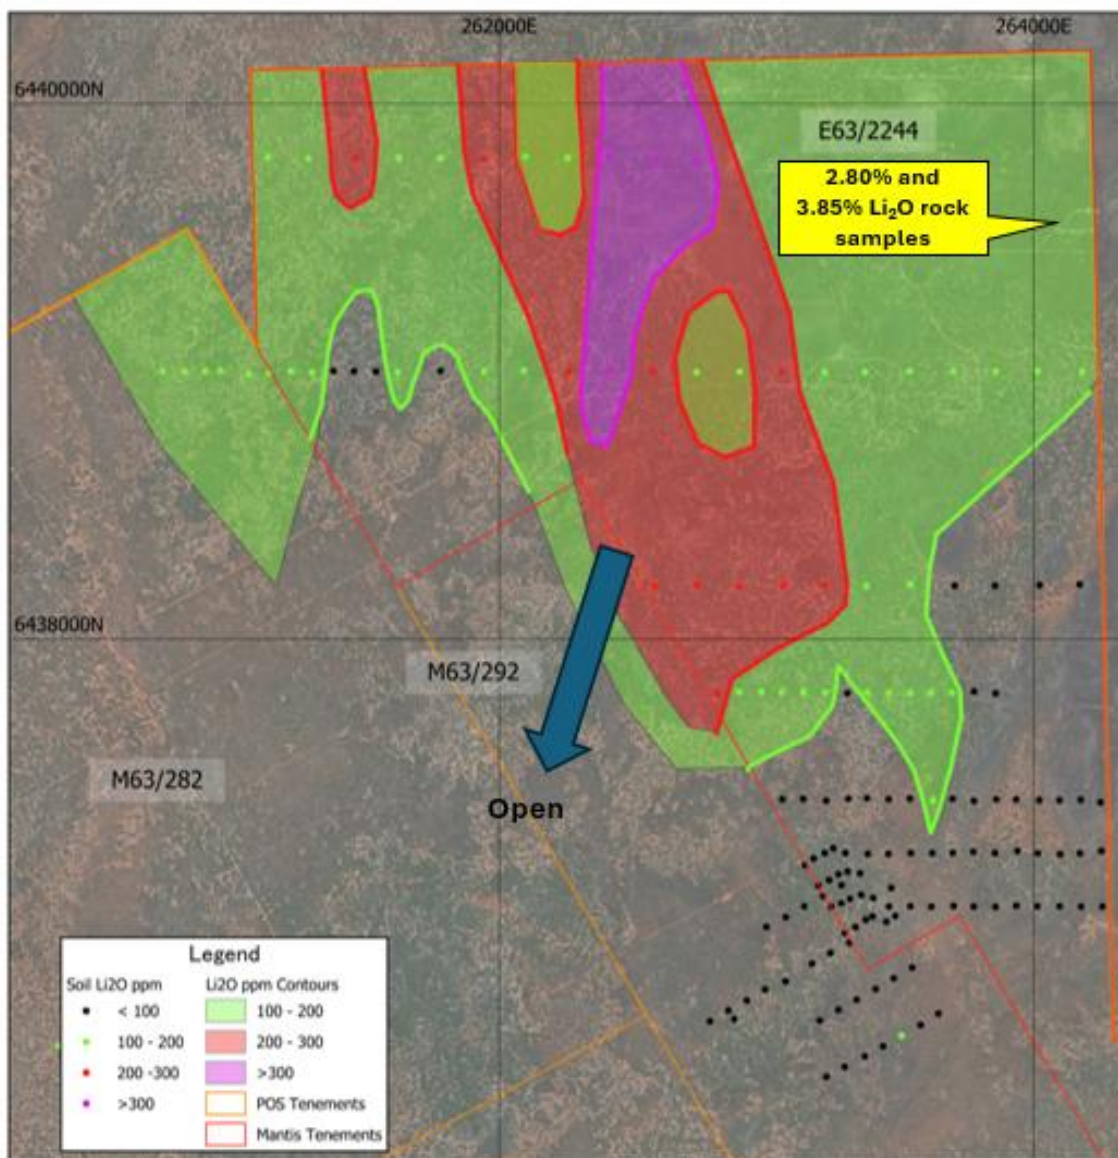 262000E
264000E
6440000N
E63/2244
2.80% and
3.85% Li₂O rock
samples
6438000N
M63/292
M63/282
Open
Legend
Soil Li2O ppm
< 100
100 - 200
200 -300
>300
Li2O ppm Contours
100 - 200
200 - 300
>300
POS Tenements
Mantis Tenements